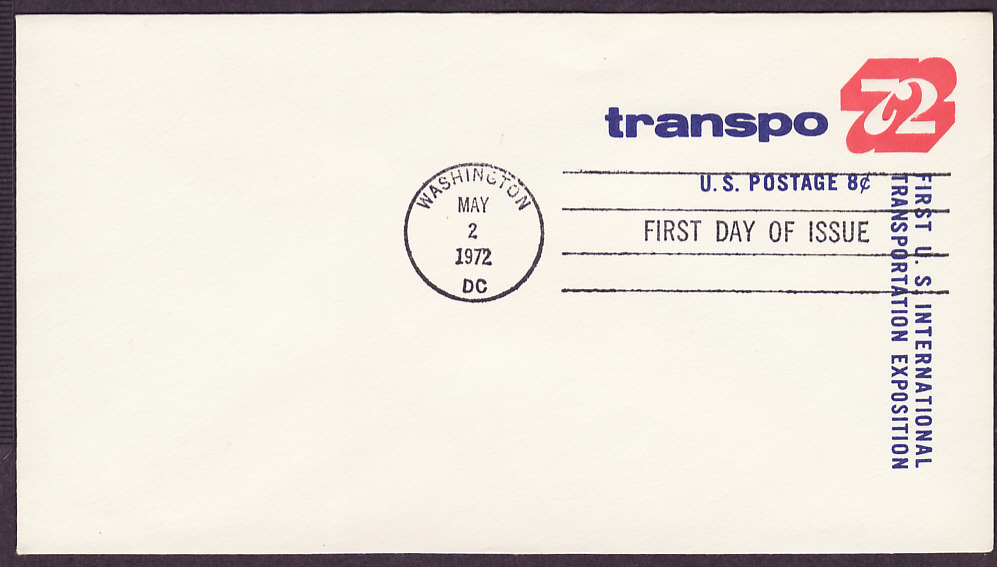 transpo 72
U.S. POSTAGE 8¢
FIRST U.S. INTERNATIONAL
TRANSPORTATION EXPOSITION
WASHINGTON
MAY
2
1972
DC
FIRST DAY OF ISSUE